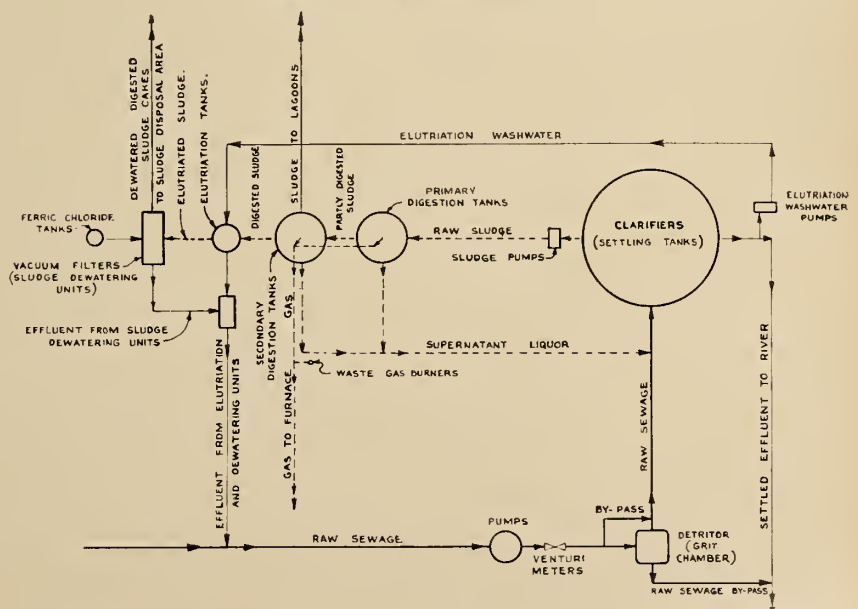 DEWATERED DIGESTED
SLUDGE CAKES
TO SLUDGE DISPOSAL AREA
ELUTRIATED SLUDGE.
ELUTRIATION TANKS.
DIGESTED SLUDGE
SLUDGE TO LAGOONS
PARTLY DIGESTED
SLUDGE
ELUTRIATION WASHWATER
PRIMARY
DIGESTION TANKS
ELUTRIATION
WASHWATER
PUMPS
FERRIC CHLORIDE
TANKS
RAW SLUDGE
SLUDGE PUMPS
CLARIFIERS
(SETTLING TANKS)
VACUUM FILTERS
(SLUDGE DEWATERING
UNITS)
EFFLUENT FROM SLUDGE
DEWATERING UNITS
SECONDARY
DIGESTION TANKS
GAS
SUPERNATANT LIQUOR
WASTE GAS BURNERS
GAS TO FURNACE
EFFLUENT FROM ELUTRIATION
AND DEWATERING UNITS
RAW SEWAGE
SETTLED EFFLUENT TO RIVER
BY-PASS
PUMPS
RAW SEWAGE
VENTURI
METERS
DETRITOR
(GRIT
CHAMBER)
RAW SEWAGE BY-PASS